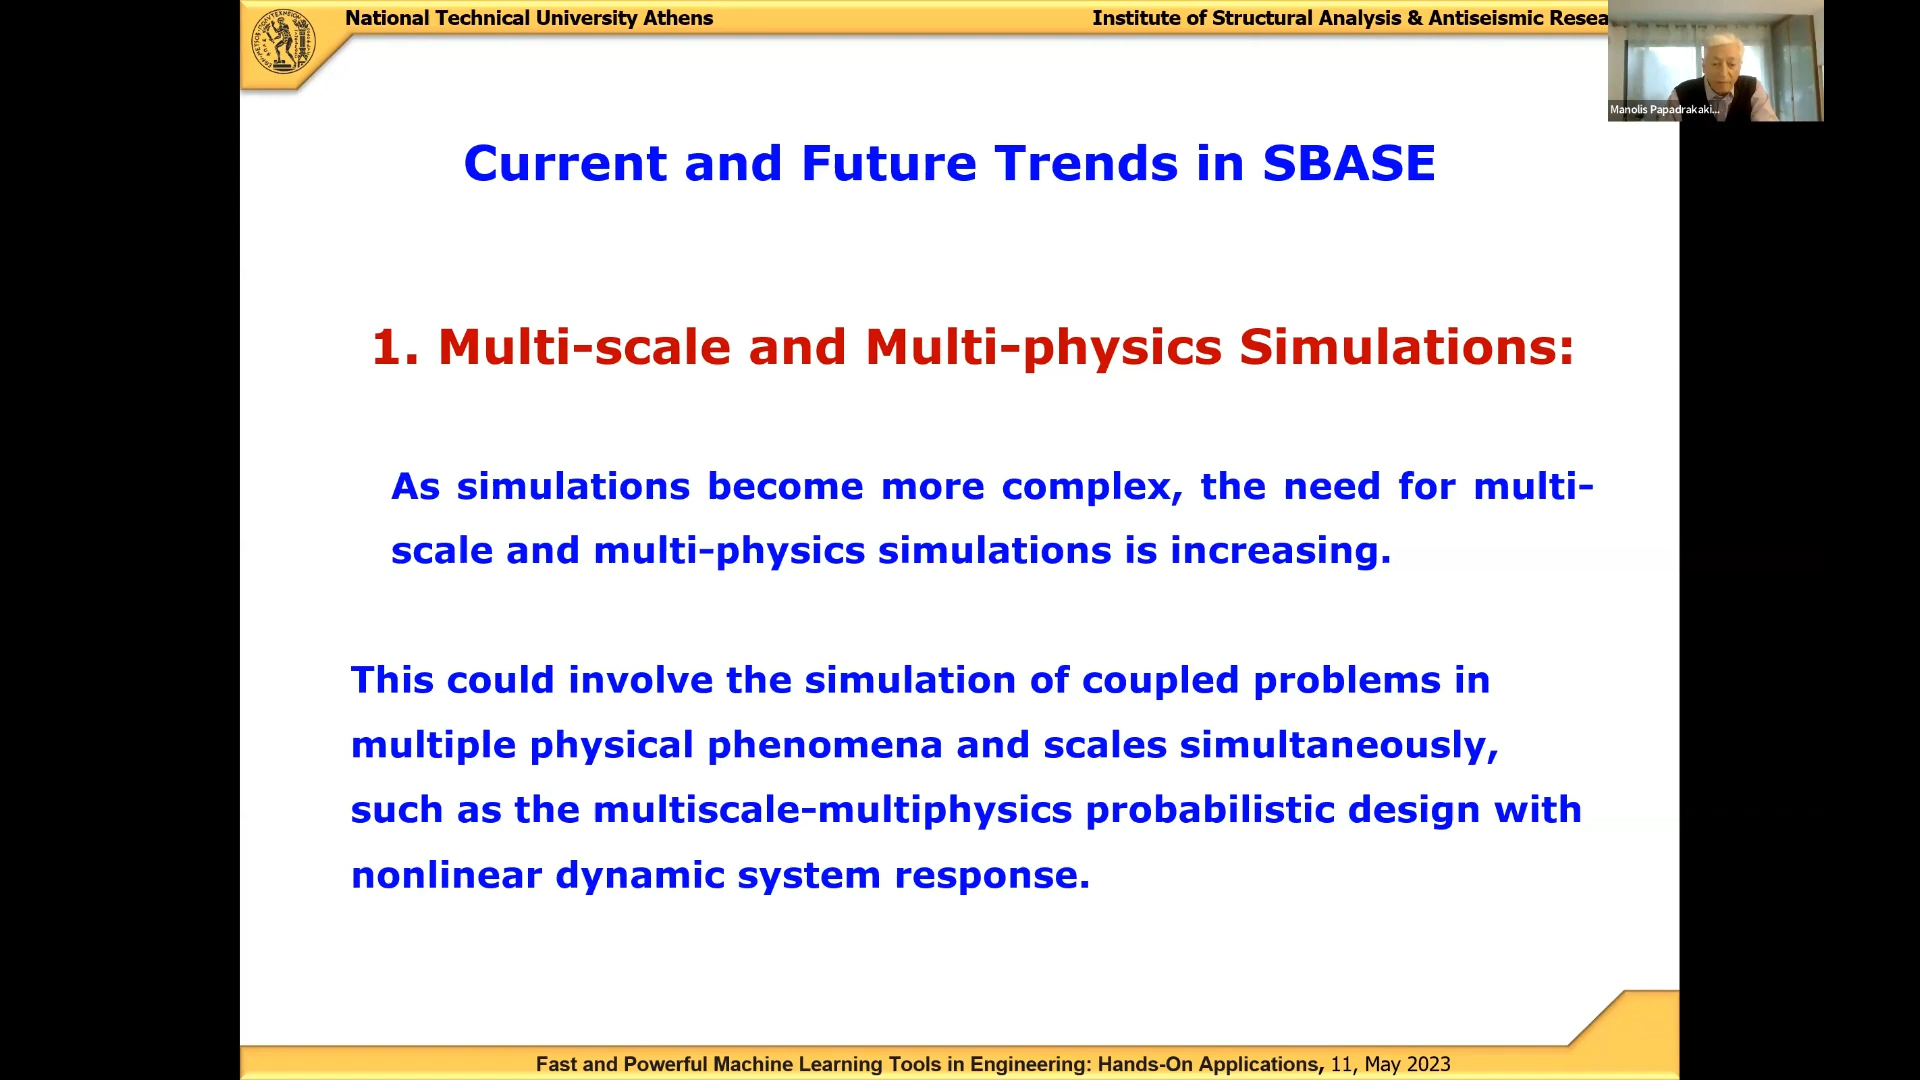 National Technical University Athens
Institute of Structural Analysis & Antiseismic Resea
Manolis Papadrakaki...
Current and Future Trends in SBASE
1. Multi-scale and Multi-physics Simulations:
As simulations become more complex, the need for multi-
scale and multi-physics simulations is increasing.
This could involve the simulation of coupled problems in
multiple physical phenomena and scales simultaneously,
such as the multiscale-multiphysics probabilistic design with
nonlinear dynamic system response.
Fast and Powerful Machine Learning Tools in Engineering: Hands-On Applications, 11, May 2023